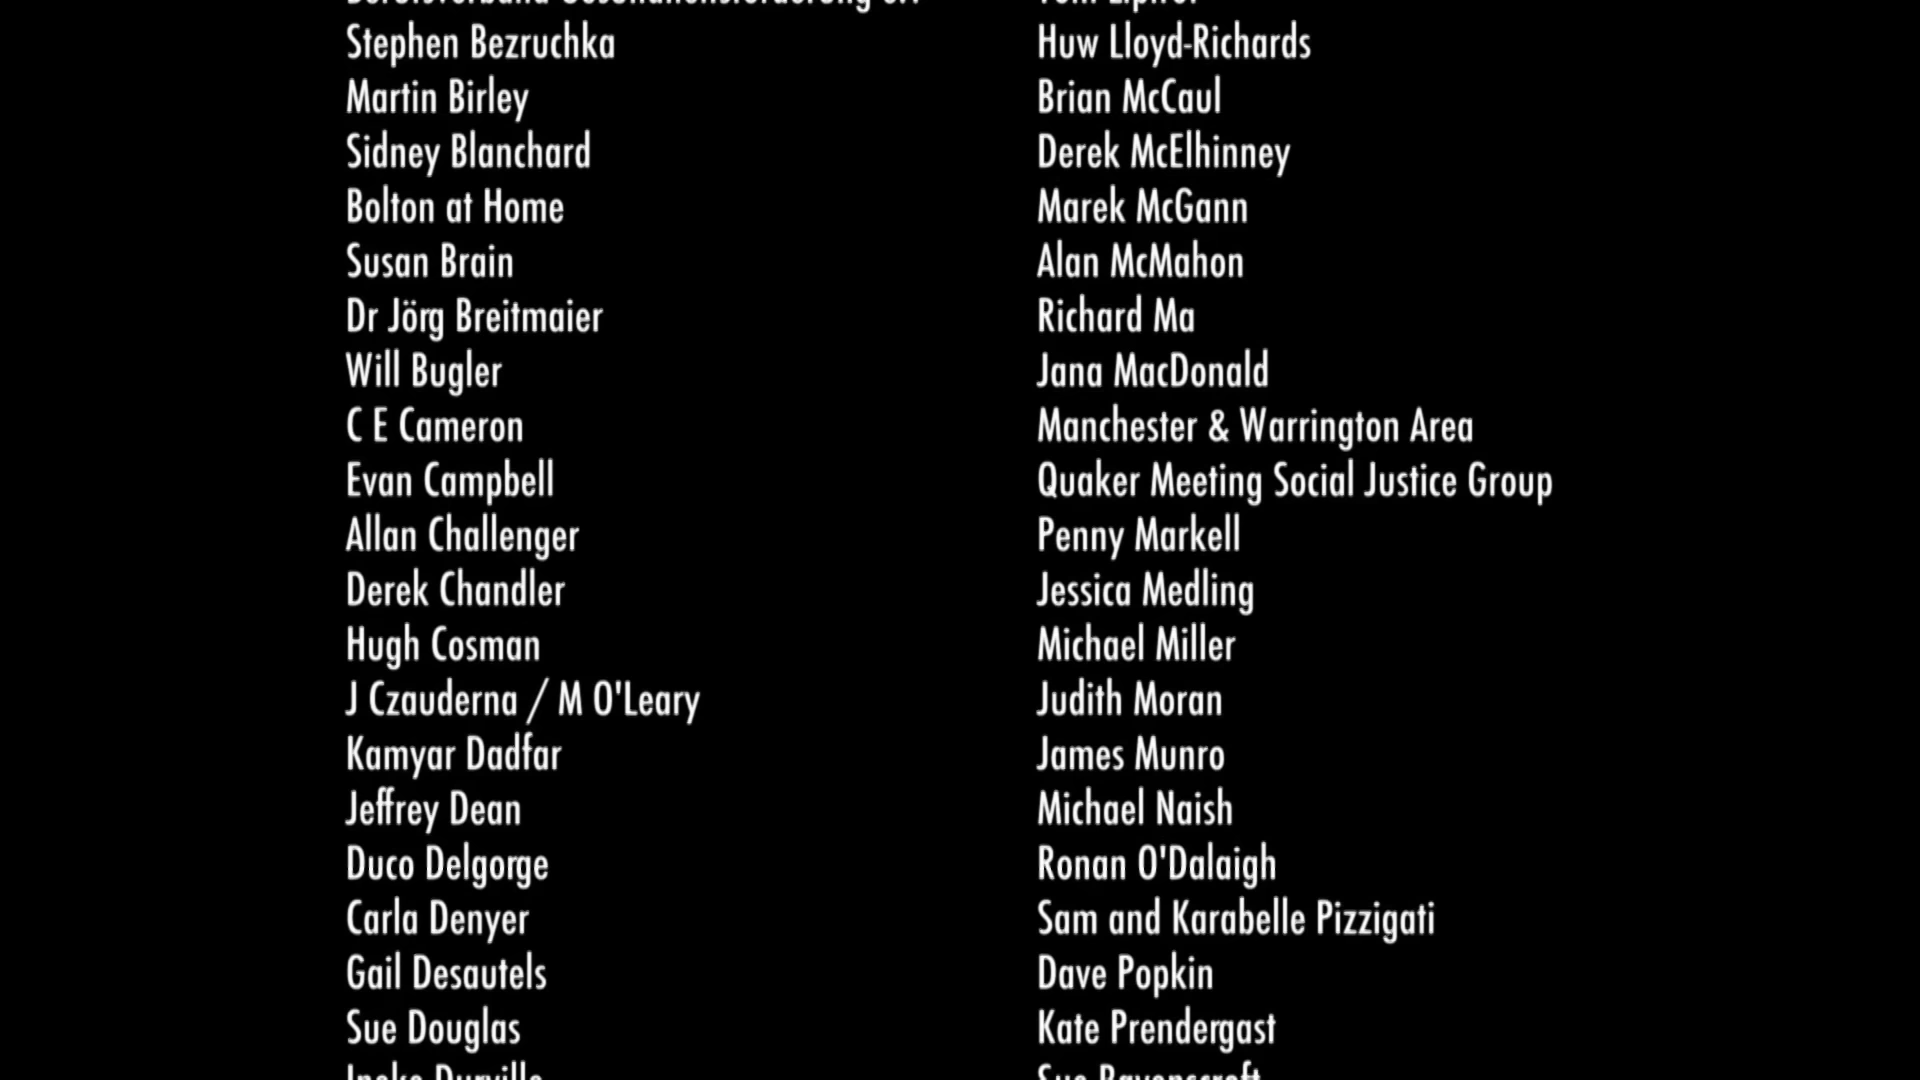 Stephen Bezruchka
Martin Birley
Sidney Blanchard
Bolton at Home
Susan Brain
Dr Jörg Breitmaier
Will Bugler
C E Cameron
Evan Campbell
Allan Challenger
Derek Chandler
Hugh Cosman
J Czauderna / M O'Leary
Kamyar Dadfar
Jeffrey Dean
Duco Delgorge
Carla Denyer
Gail Desautels
Sue Douglas
Huw Lloyd-Richards
Brian McCaul
Derek McElhinney
Marek McGann
Alan McMahon
Richard Ma
Jana MacDonald
Manchester & Warrington Area
Quaker Meeting Social Justice Group
Penny Markell
Jessica Medling
Michael Miller
Judith Moran
James Munro
Michael Naish
Ronan O'Dalaigh
Sam and Karabelle Pizzigati
Dave Popkin
Kate Prendergast